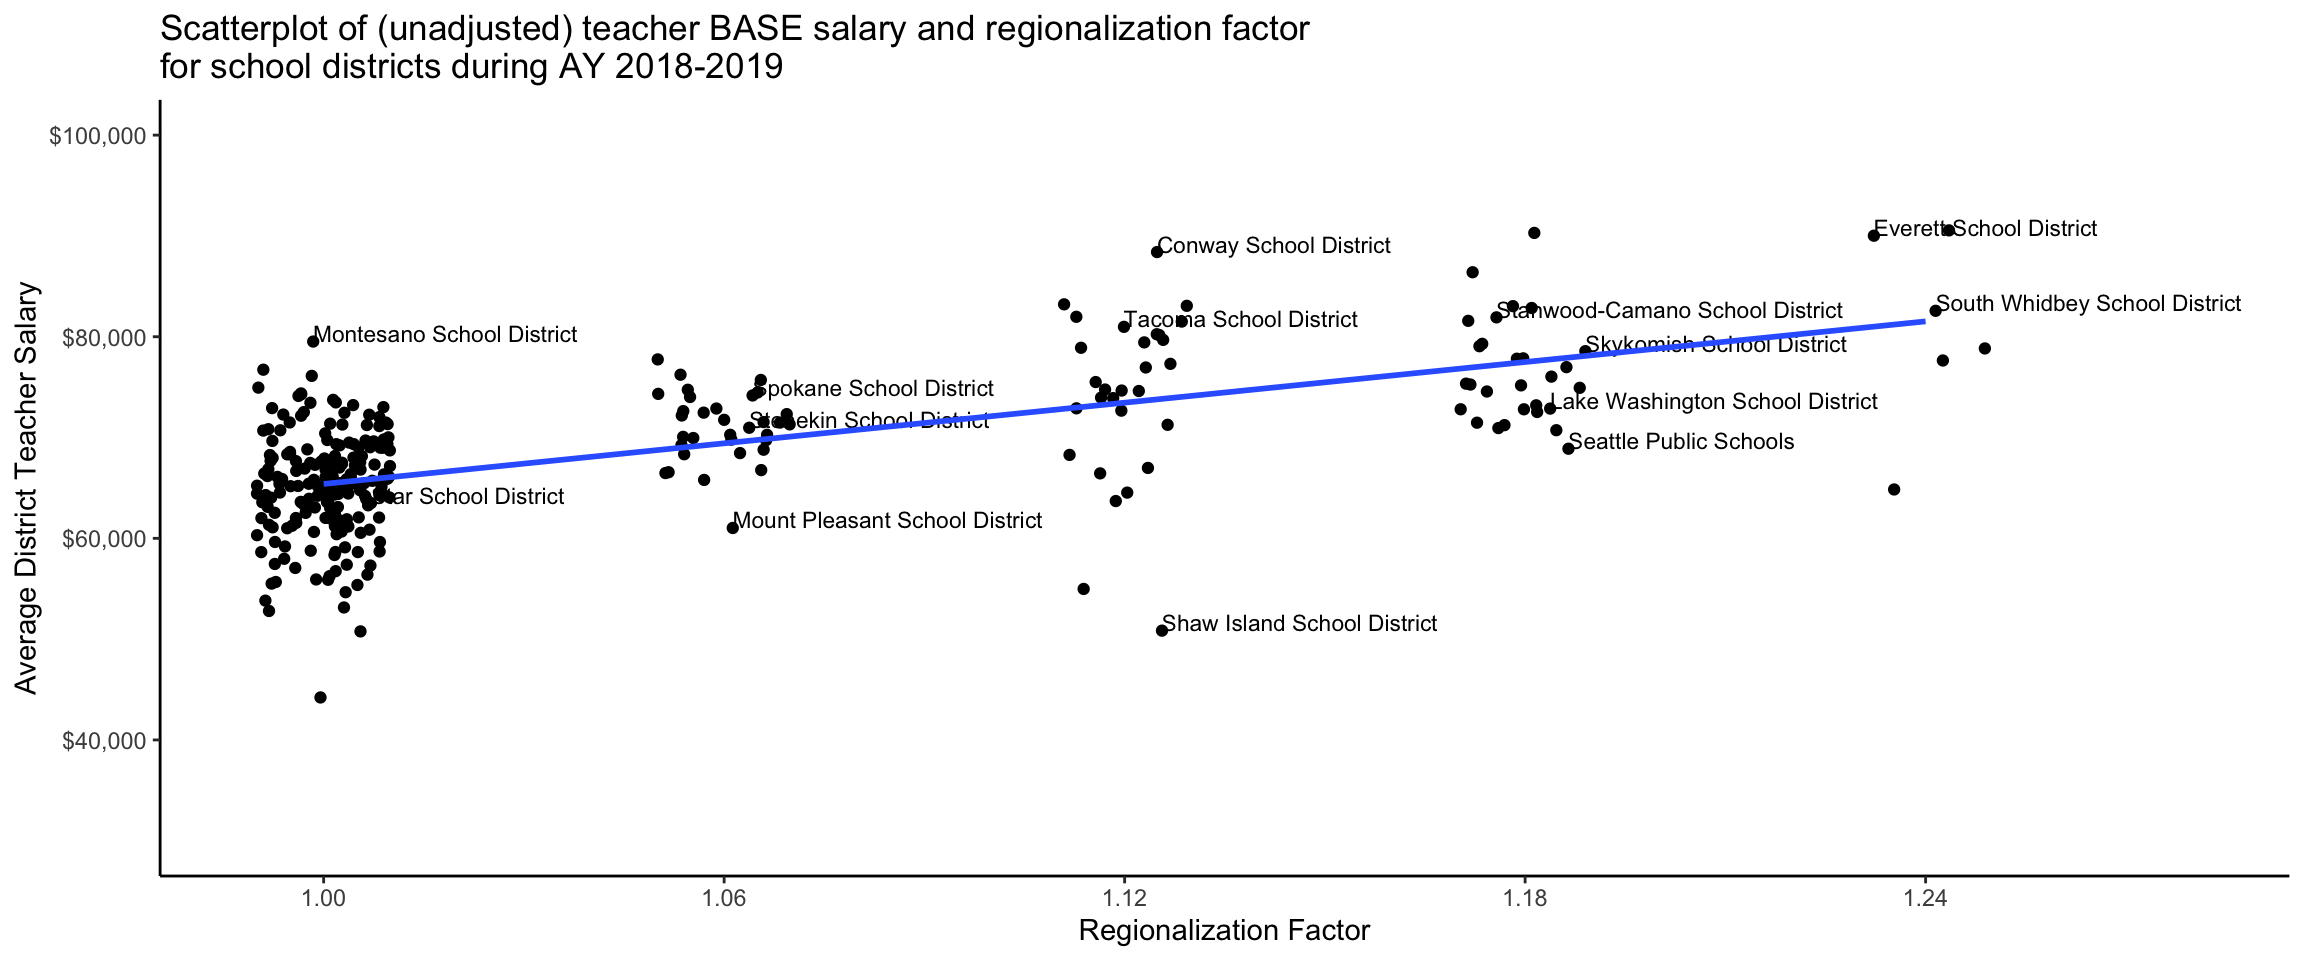 Scatterplot of (unadjusted) teacher BASE salary and regionalization factor
for school districts during AY 2018-2019
$100,000
Everett School District
Conway School District
South Whidbey School District
Stanwood-Camano School District
Tacoma School District
$80,000
Montesano School District
Skykomish School District
Spokane School District
Lake Washington School District
Stehekin School District
Seattle Public Schools
School District
Mount Pleasant School District
$60,000
Shaw Island School District
$40,000
Average District Teacher Salary
1.00
1.06
1.12
1.18
1.24
Regionalization Factor